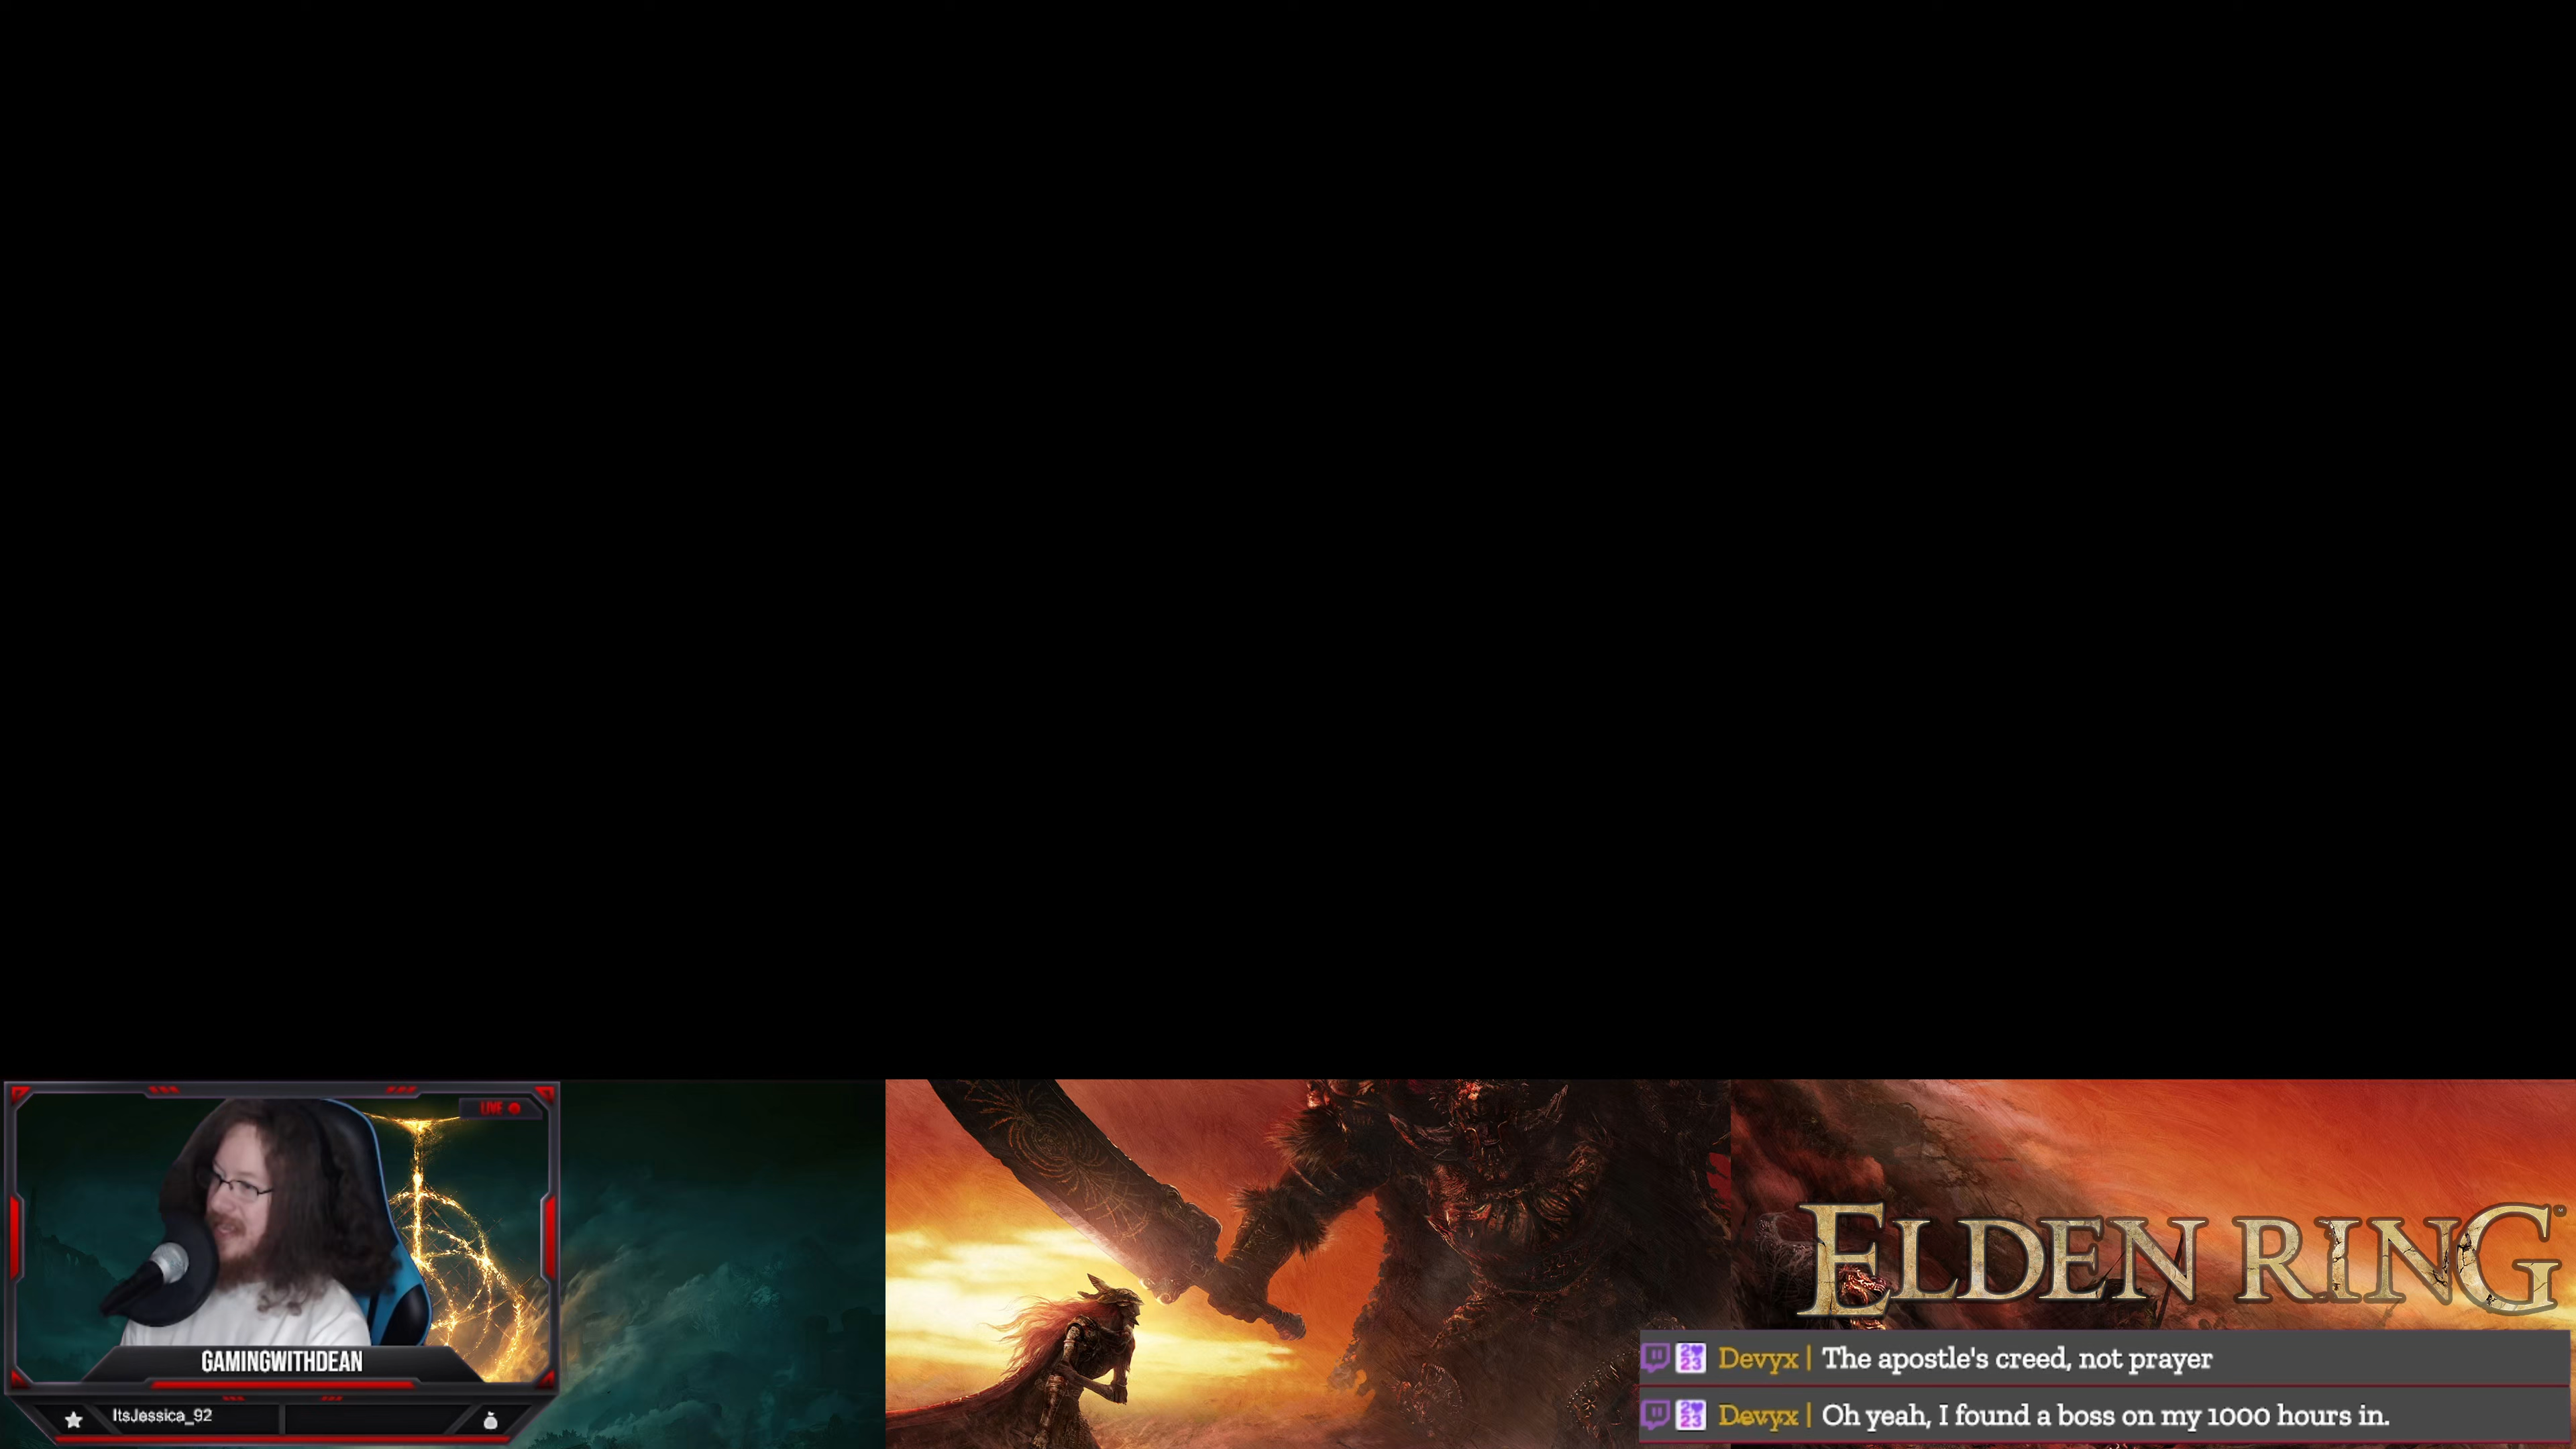 LIVE
GAMINGWITHDEAN
ItsJessica_92
ELDEN RING
Devyx | The apostle's creed, not prayer
Devyx | Oh yeah, I found a boss on my 1000 hours in.